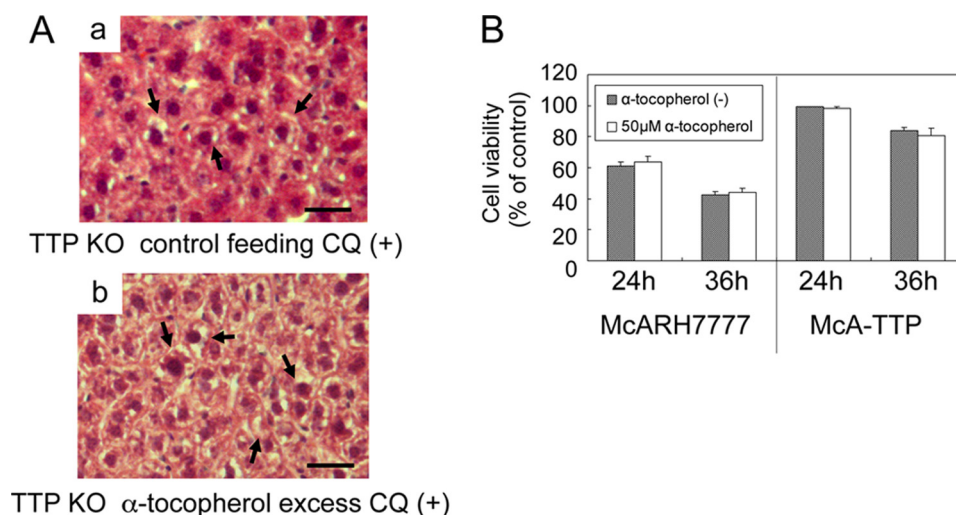 A
a
TTP KO control feeding CQ (+)
b
TTP KO α-tocopherol excess CQ (+)
B
Cell viability
(% of control)
120
100
80
60
40
20
0
α-tocopherol (-)
50μM α-tocopherol
24h 36h 24h 36h
McARH7777 McA-TTP